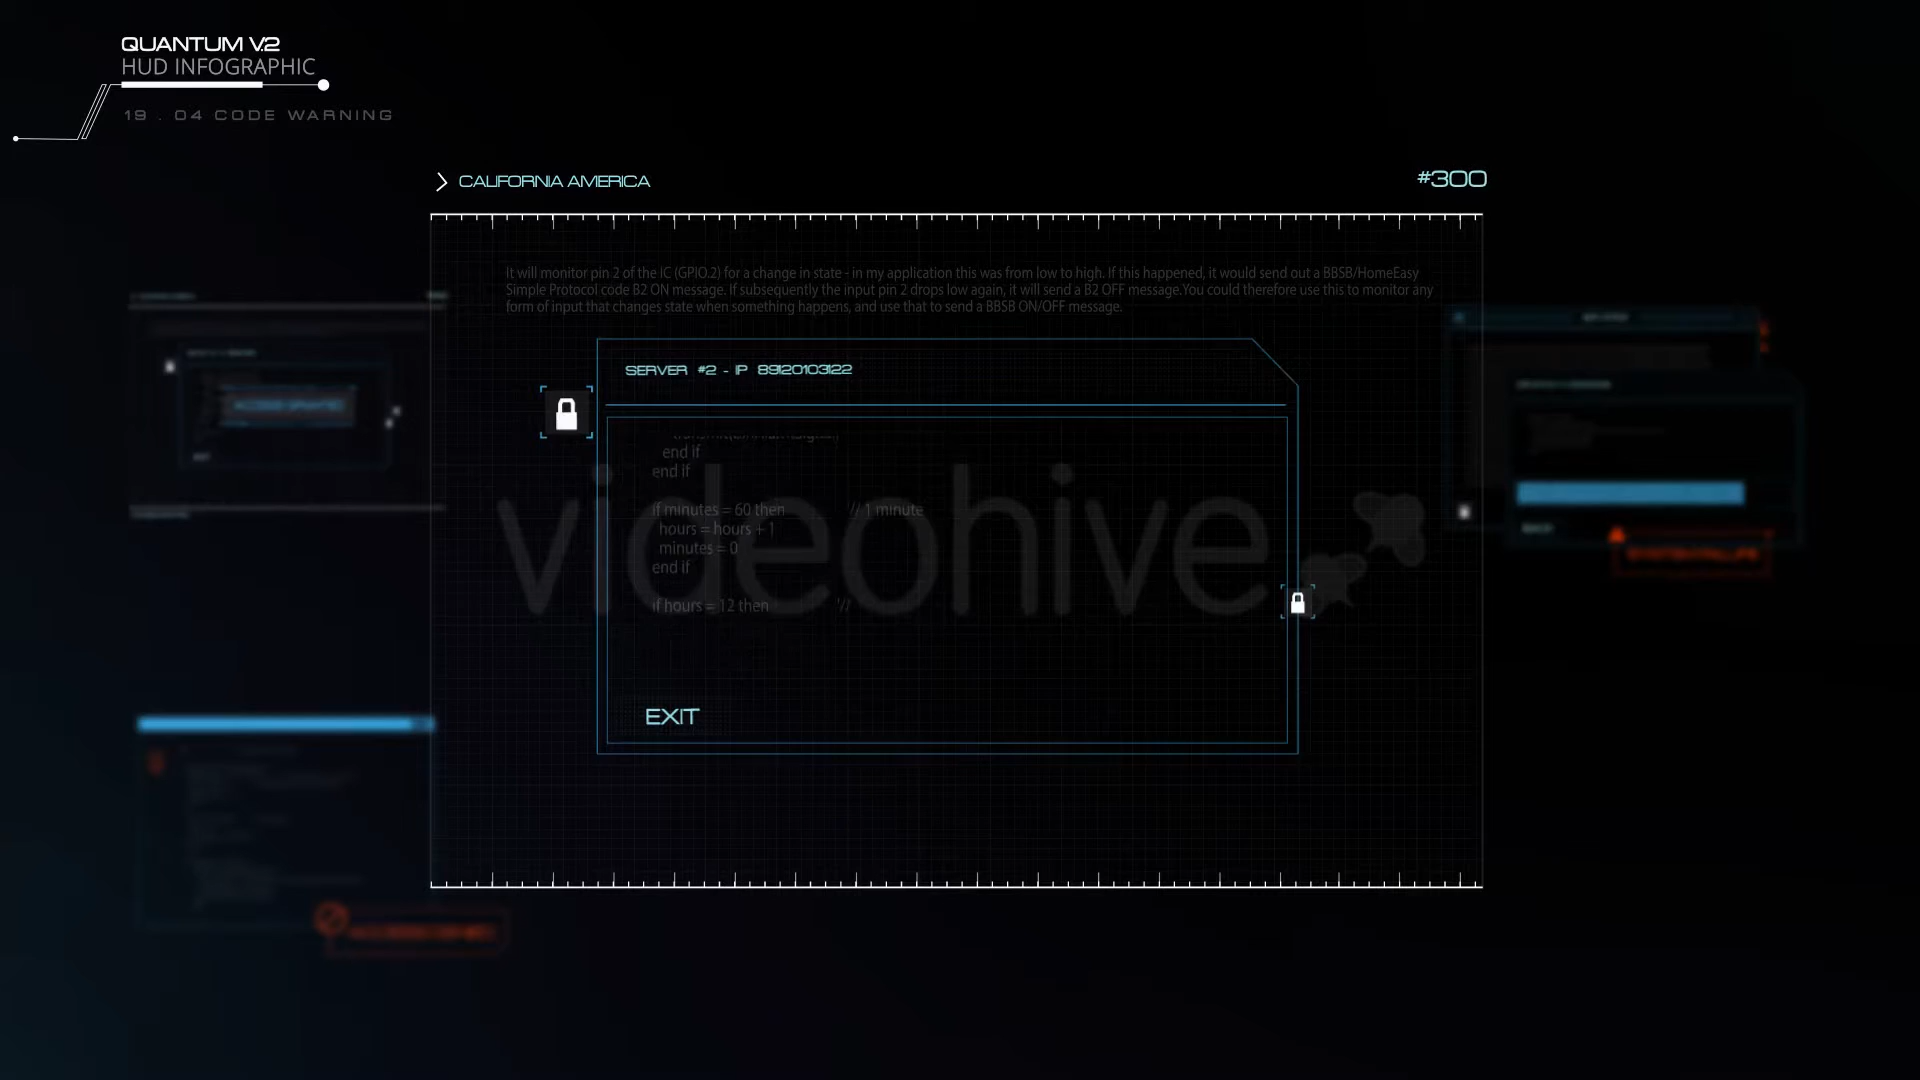 QUANTUM V.2
HUD INFOGRAPHIC
19 . 04 CODE WARNING
CALIFORNIA AMERICA
#300
It will monitor pin 2 of the IC (GPIO.2) for a change in state - in my application this was from low to high. If this happened, it would send out a BBSB/HomeEasy
Simple Protocol code B2 ON message. If subsequently the input pin 2 drops low again, it will send a B2 OFF message.You could therefore use this to monitor any
form of input that changes state when something happens, and use that to send a BBSB ON/OFF message.
SERVER #2 - IP 89120103122
end if
end if
if minutes = 60 then // 1 minute
hours = hours + 1
minutes = 0
end if
if hours = 12 then '//
videohive
EXIT